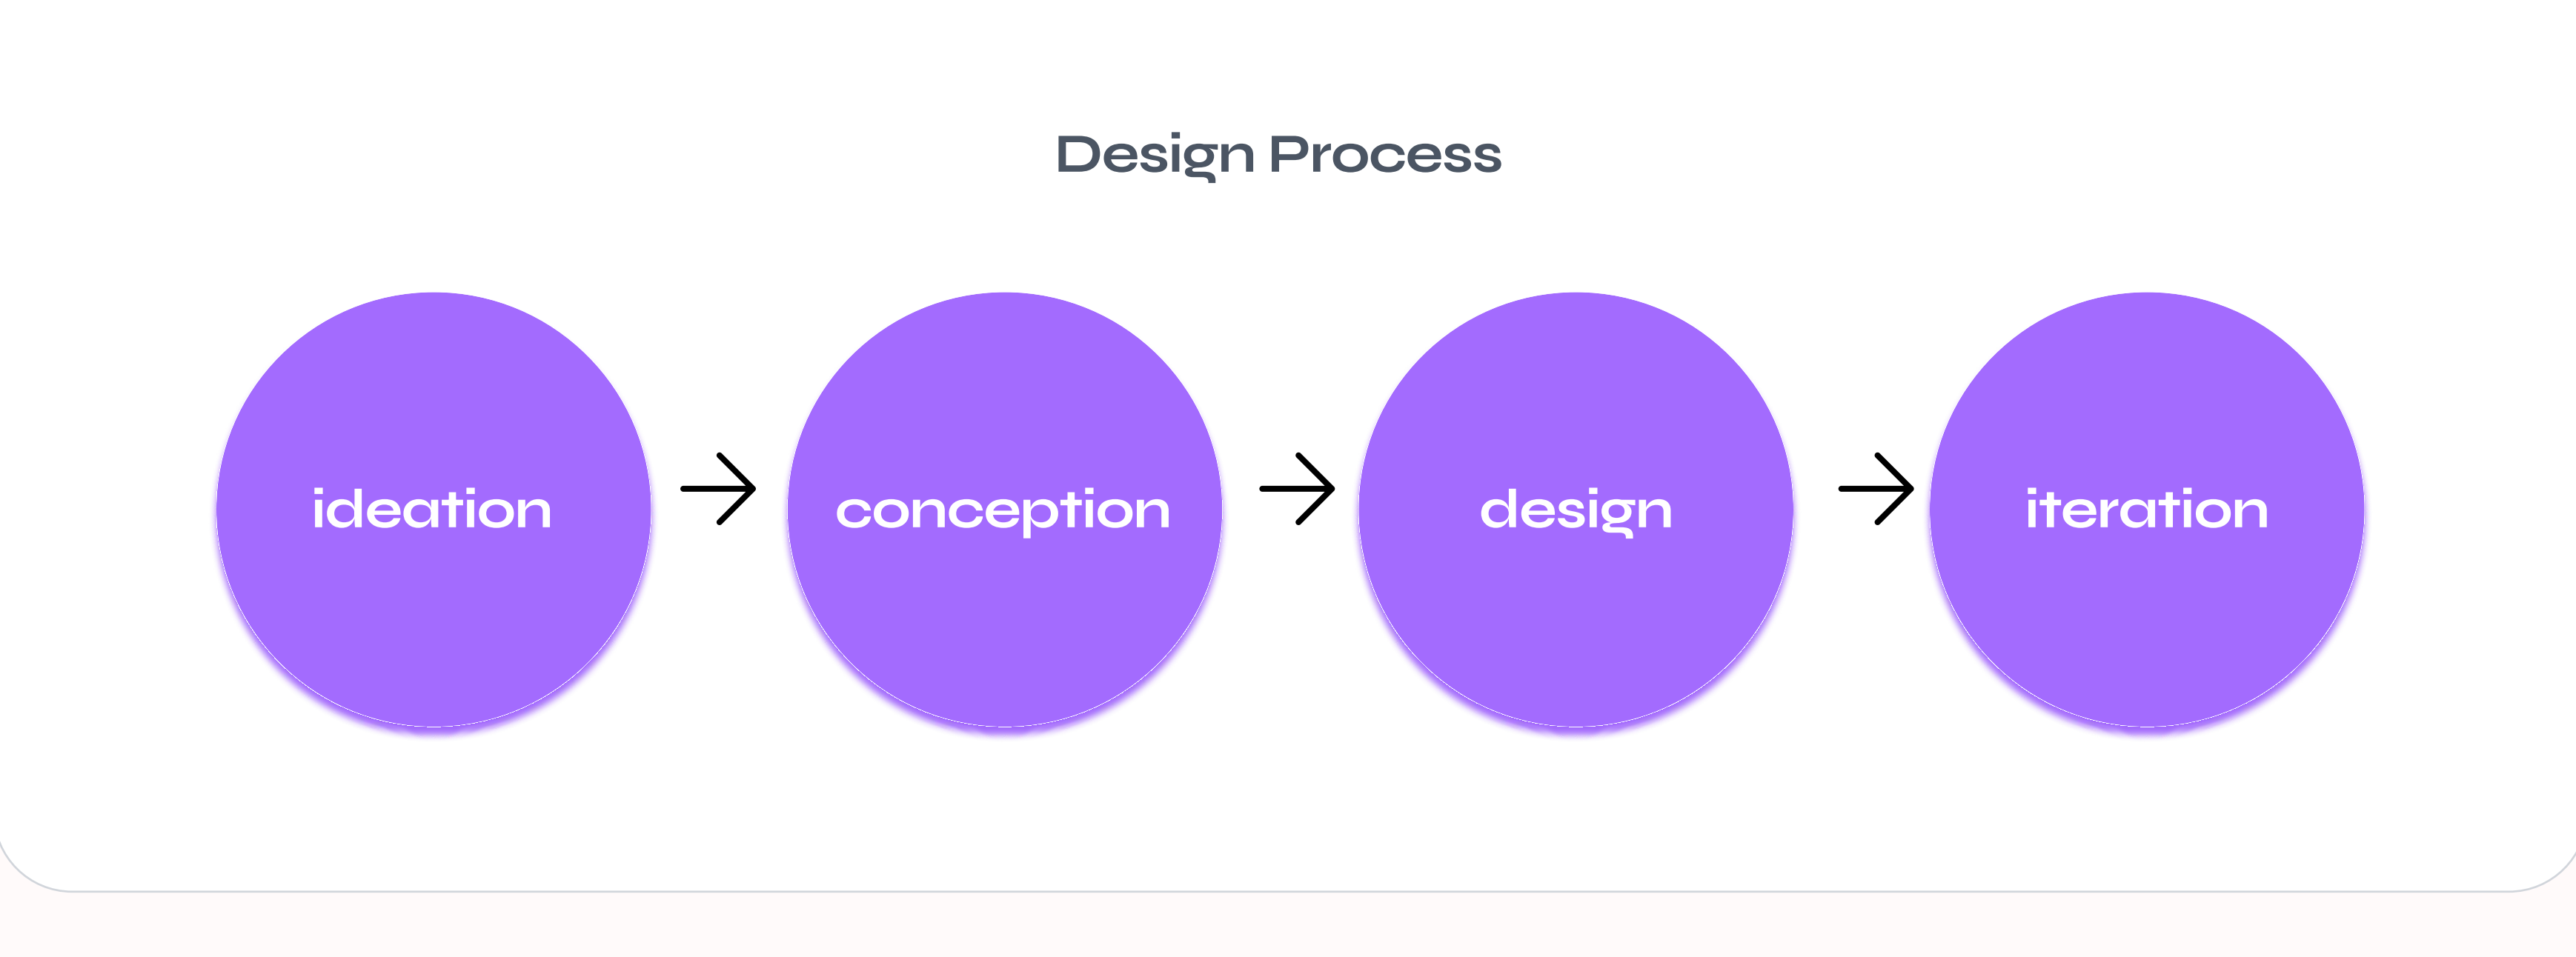 Design Process
ideation
conception
design
iteration